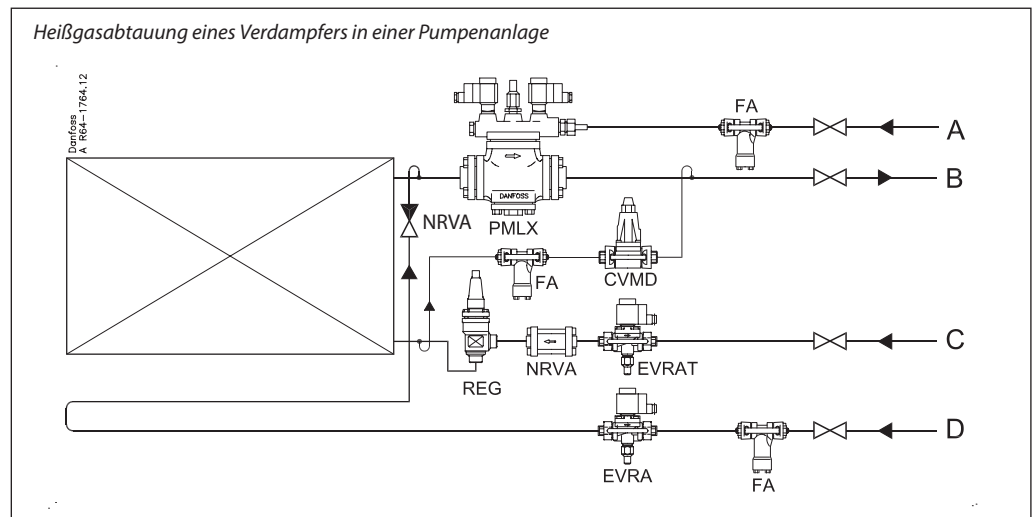 Heißgasabtauung eines Verdampfers in einer Pumpenanlage
Danfoss
A R64-1764.12
FA
A
B
DANFOSS
NRVA
PMLX
FA
CVMD
C
REG
NRVA
EVRAT
D
EVRA
FA